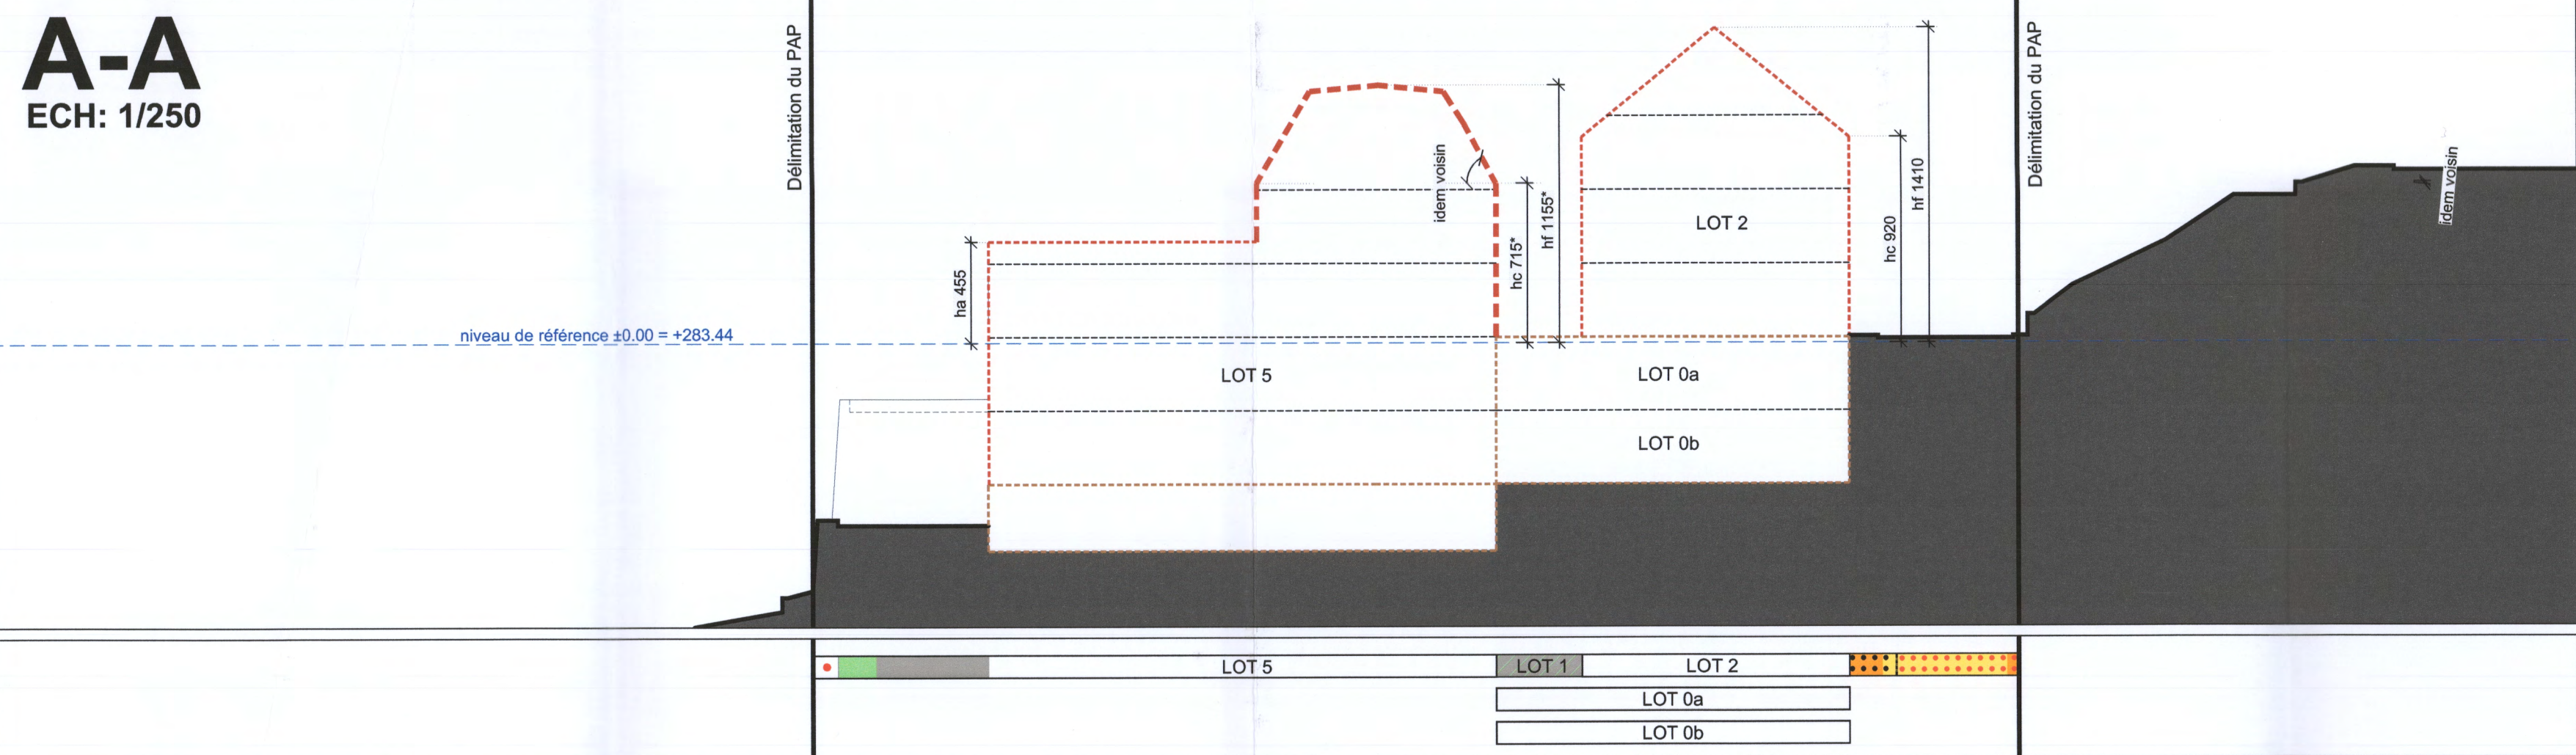 A-A
ECH: 1/250
Délimitation du PAP
Délimitation du PAP
idem voisin
hf 1155*
hc 715*
ha 455
LOT 2
hf 1410
hc 920
idem voisin
niveau de référence ±0.00 = +283.44
LOT 5
LOT 0a
LOT 0b
LOT 5
LOT 1
LOT 2
LOT 0a
LOT 0b